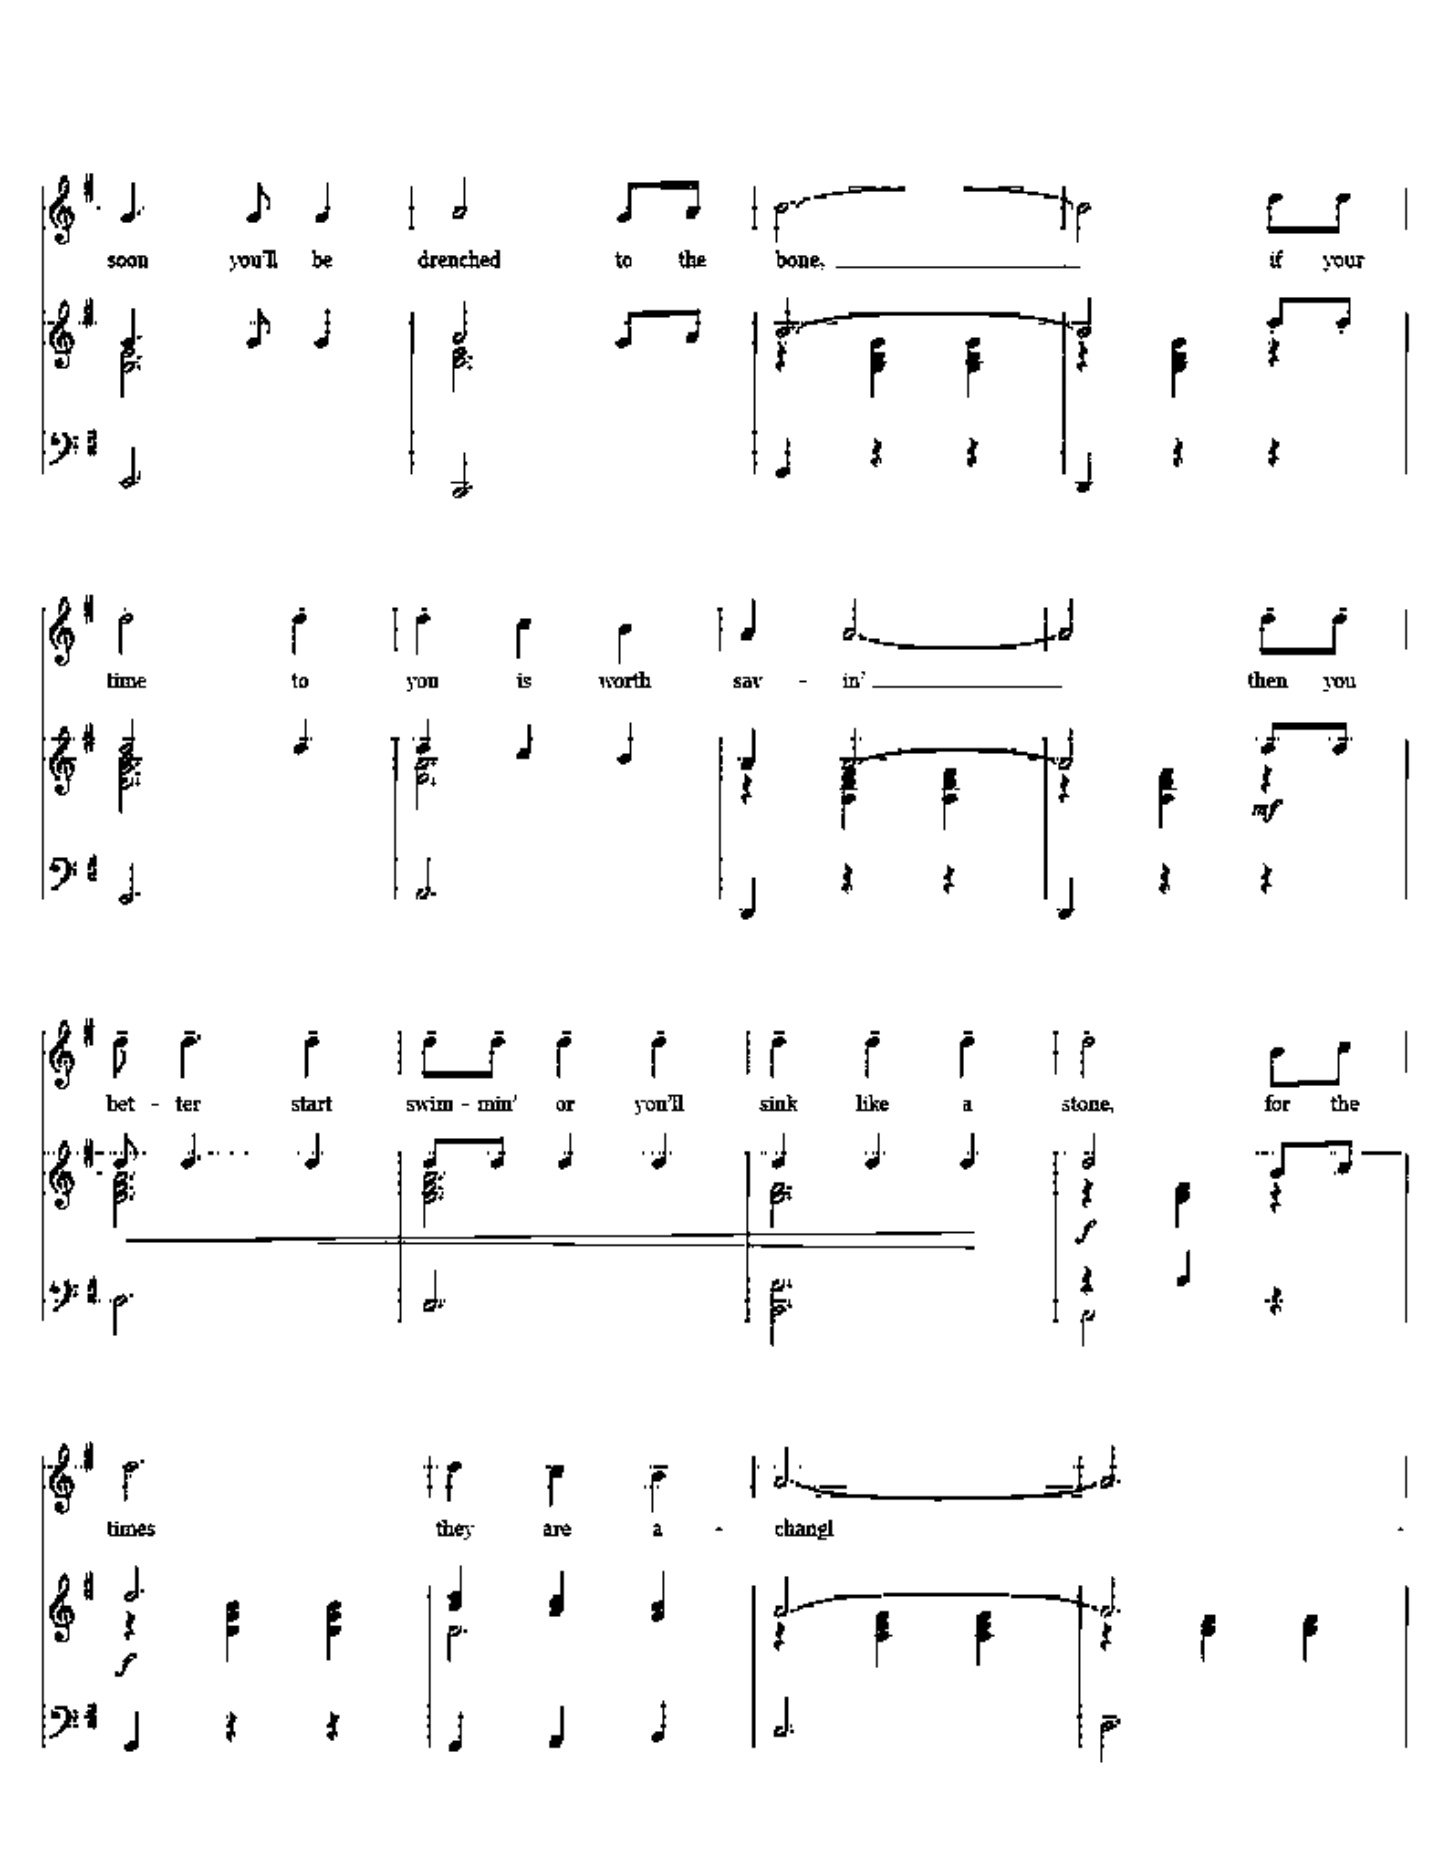 soon you'll be drenched to the bone, if your
time to you is worth sav - in' then you
mf
bet - ter start swim - min' or you'll sink like a stone, for the
f
times they are a - changi -
f